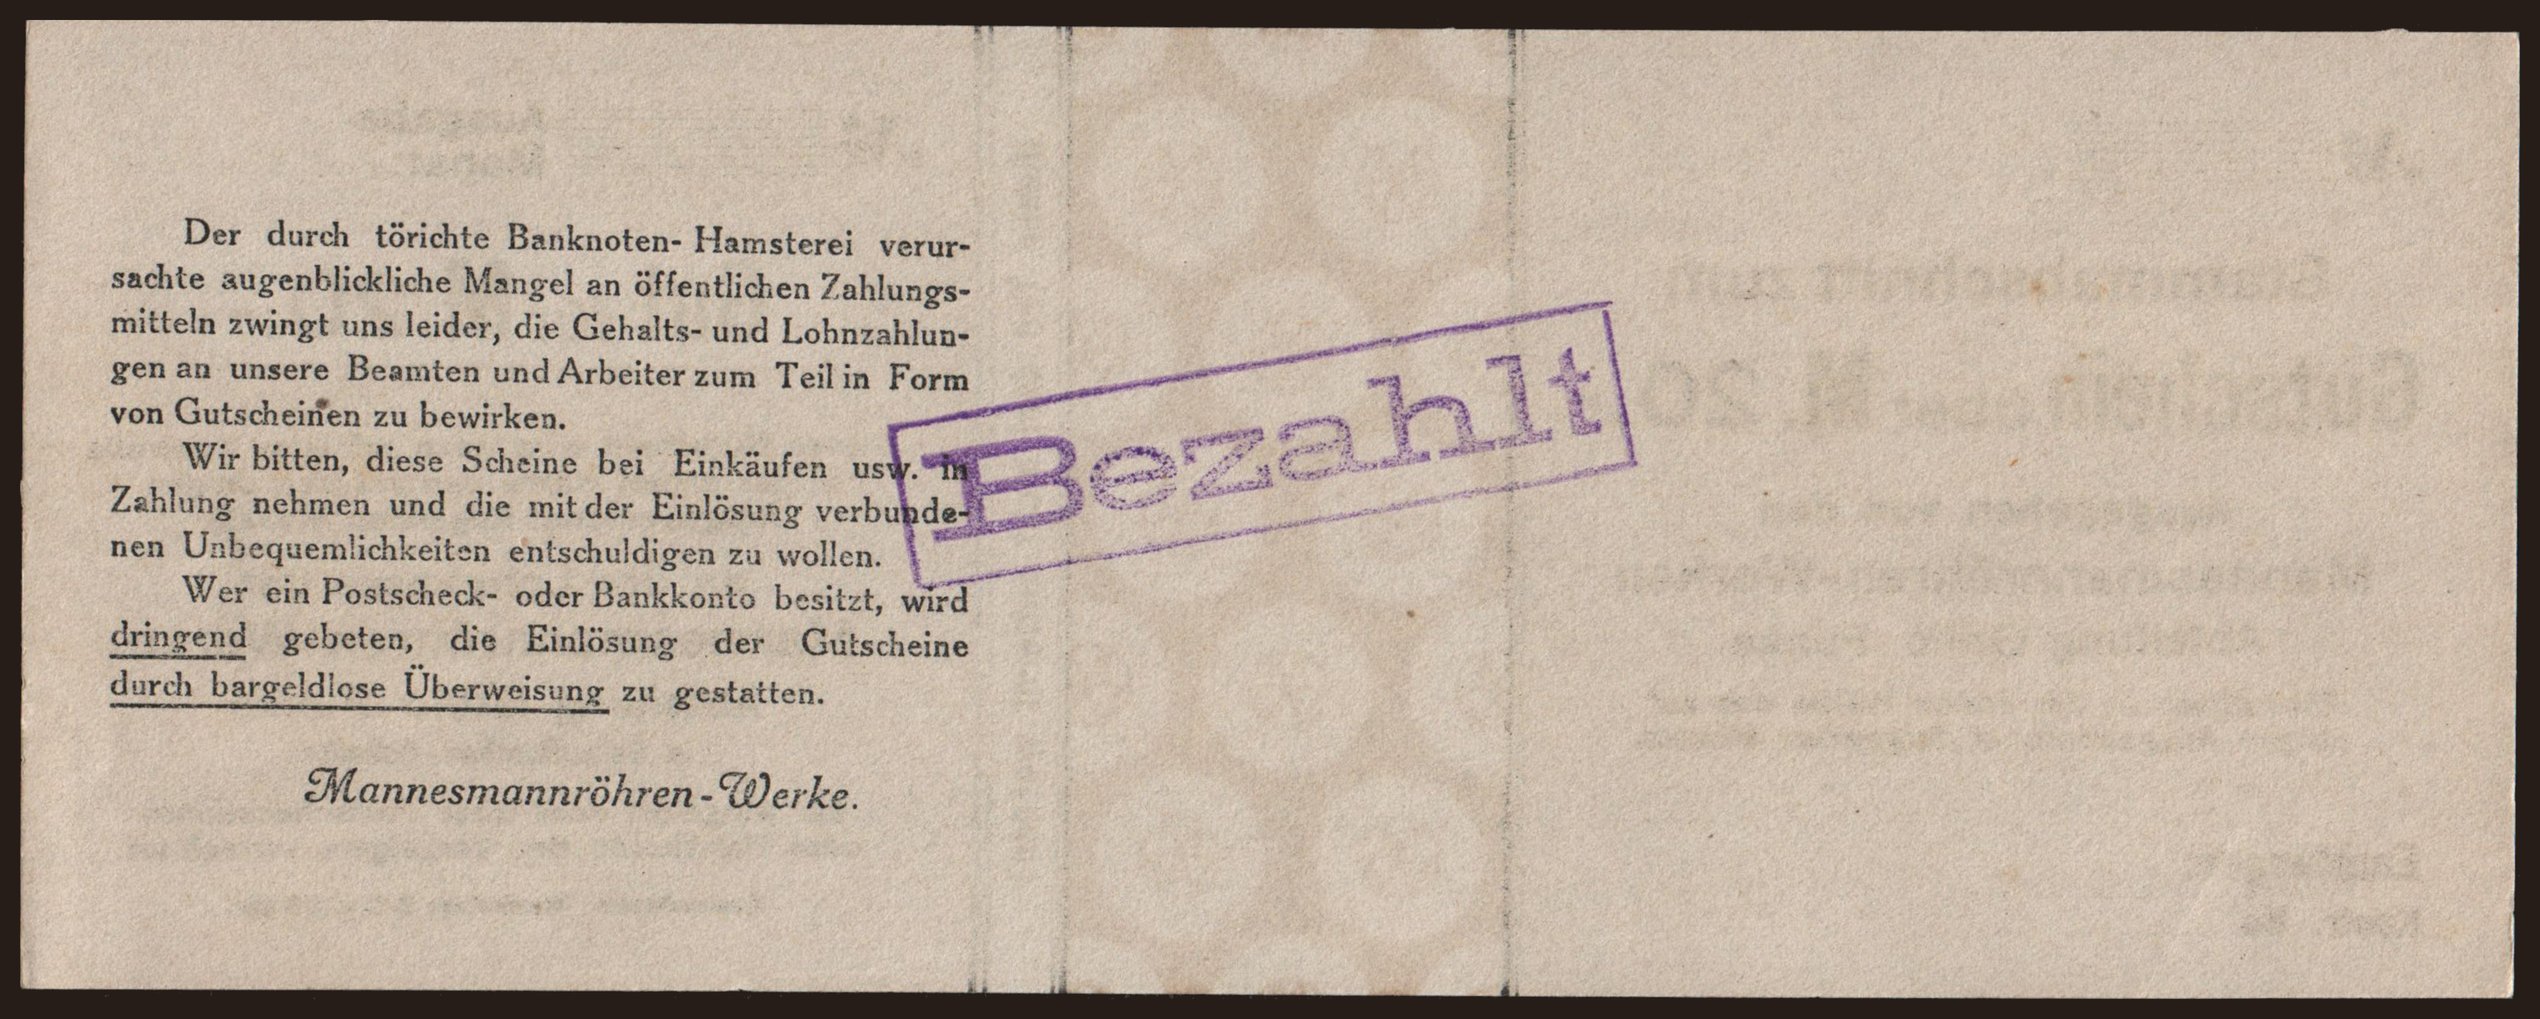 Der durch törichte Banknoten-Hamsterei verur-
sachte augenblickliche Mangel an öffentlichen Zahlungs-
mitteln zwingt uns leider, die Gehalts- und Lohnzahlun-
gen an unsere Beamten und Arbeiter zum Teil in Form
von Gutscheinen zu bewirken.
Wir bitten, diese Scheine bei Einkäufen usw. in
Zahlung nehmen und die mit der Einlösung verbunde-
nen Unbequemlichkeiten entschuldigen zu wollen.
Wer ein Postscheck- oder Bankkonto besitzt, wird
dringend gebeten, die Einlösung der Gutscheine
durch bargeldlose Überweisung zu gestatten.
Mannesmannröhren-Werke.
Bezahlt